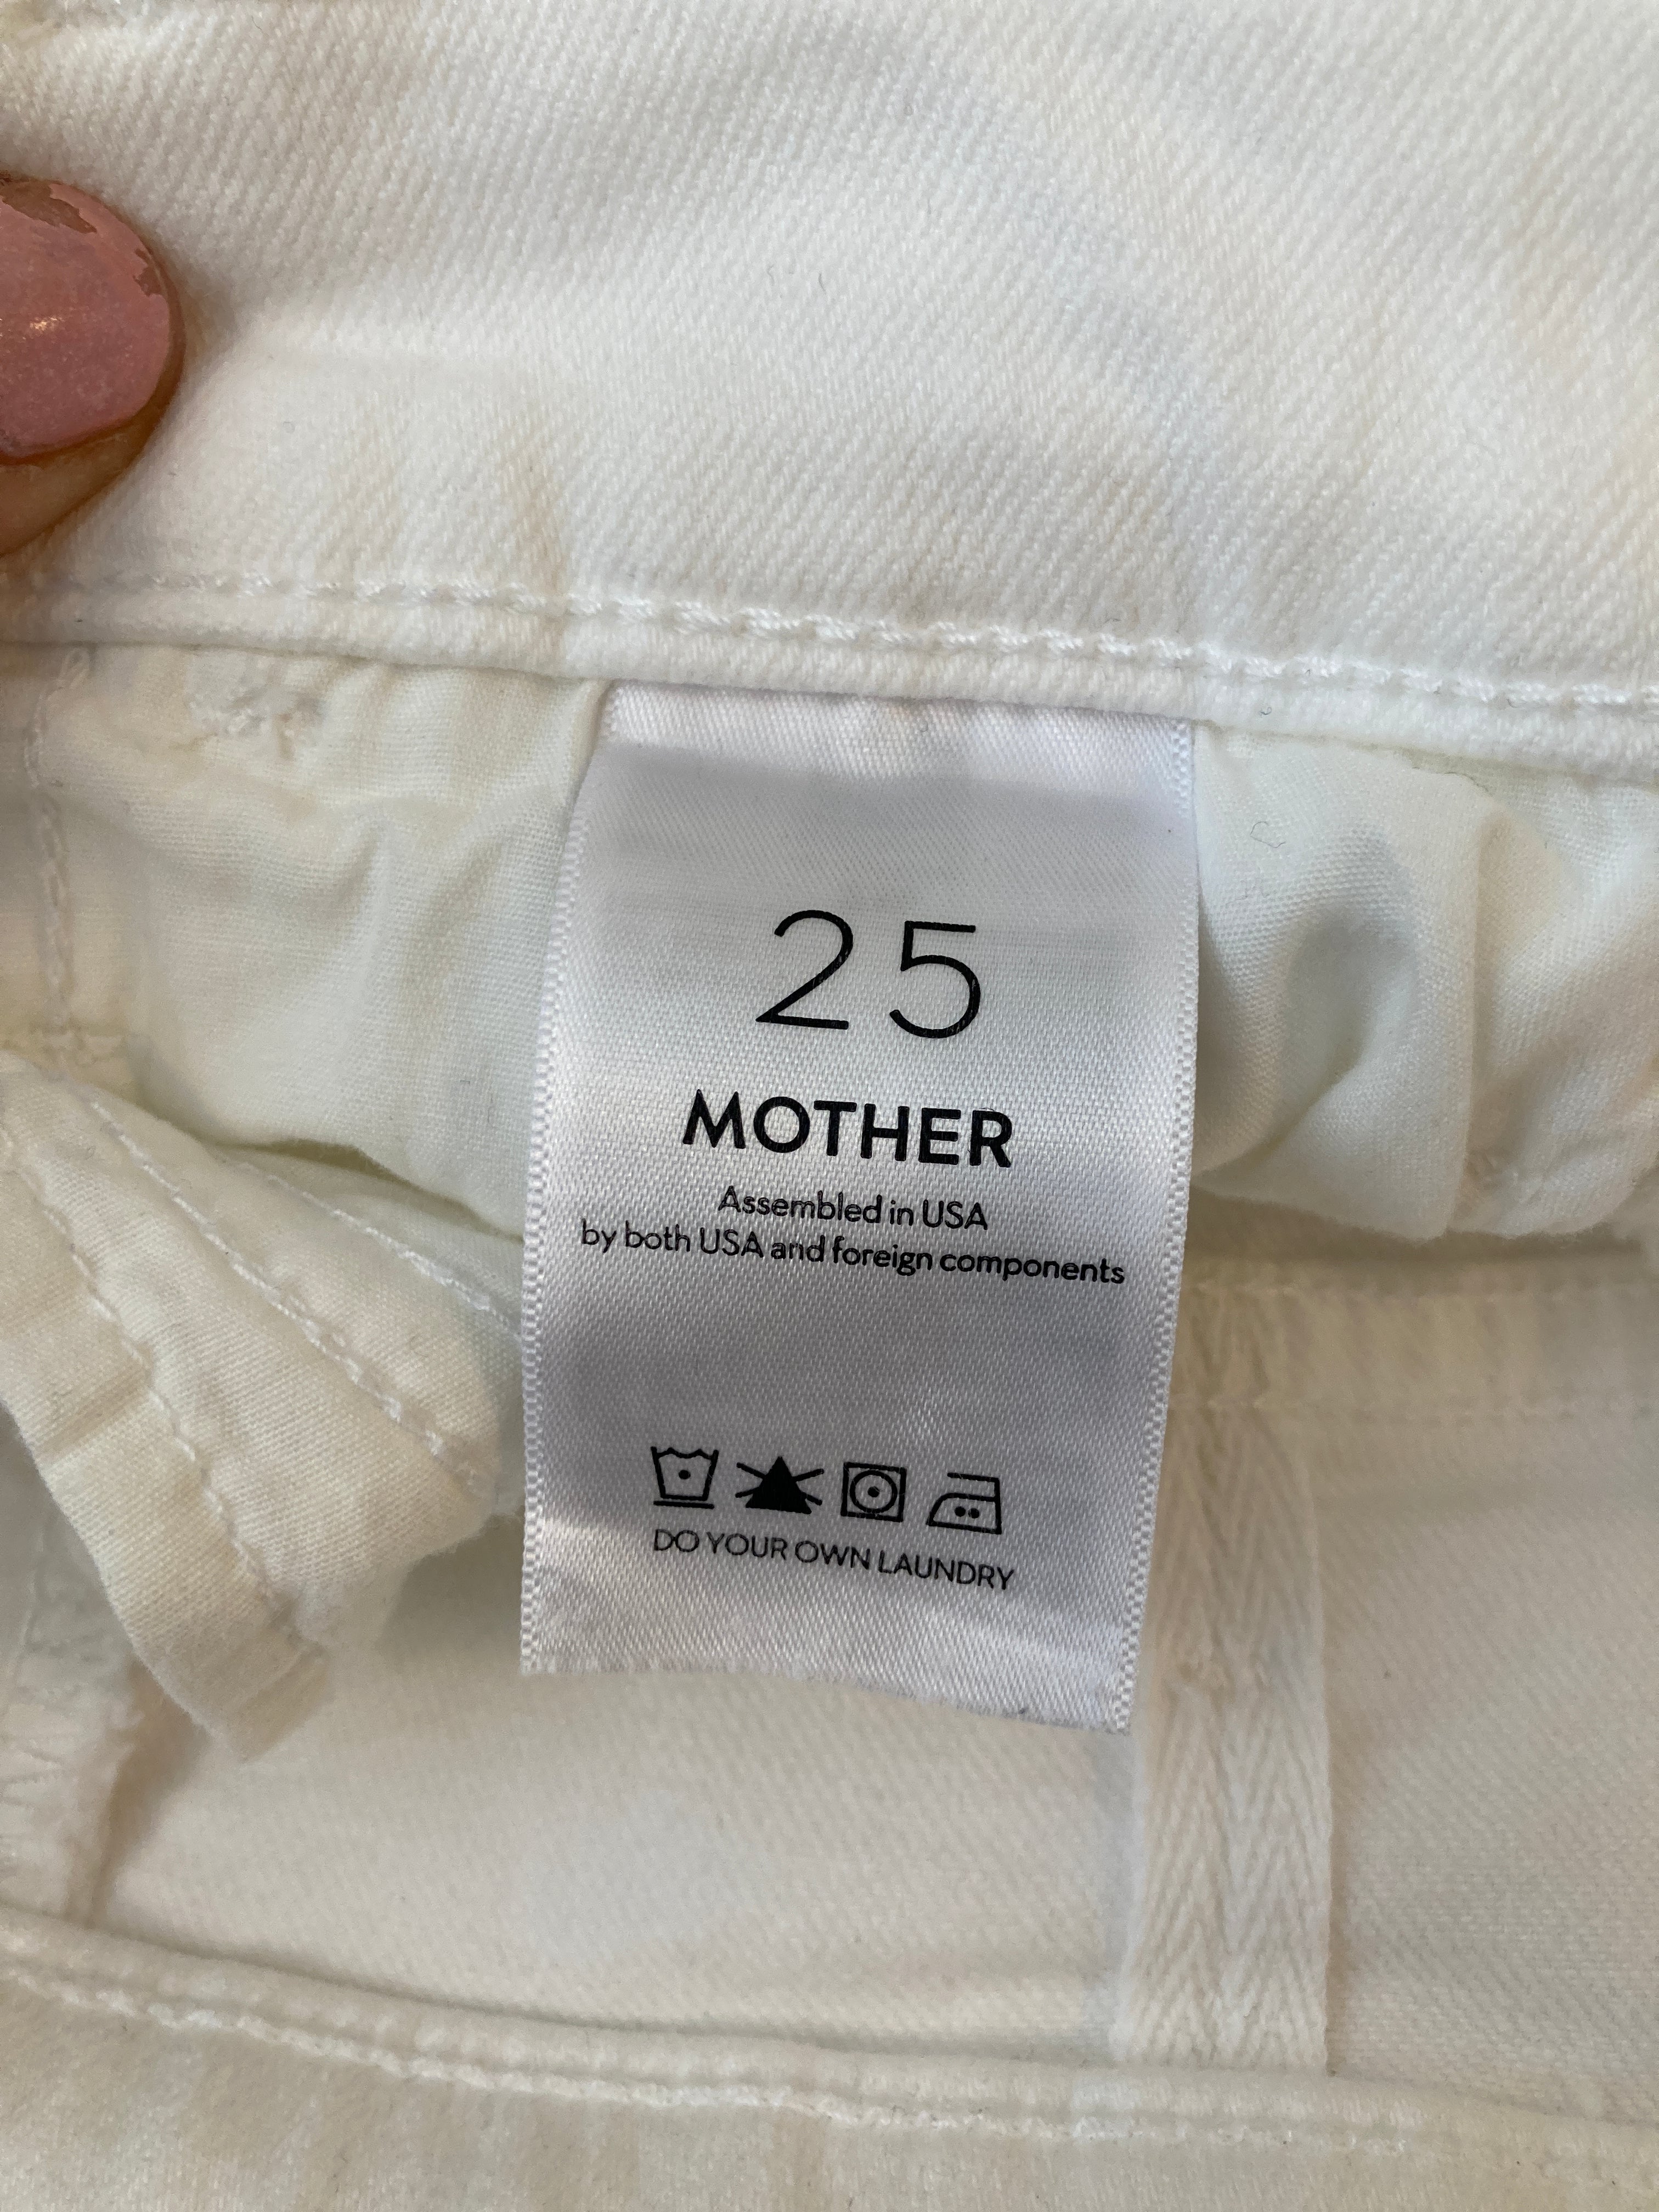 25
MOTHER
Assembled in USA
by both USA and foreign components
DO YOUR OWN LAUNDRY